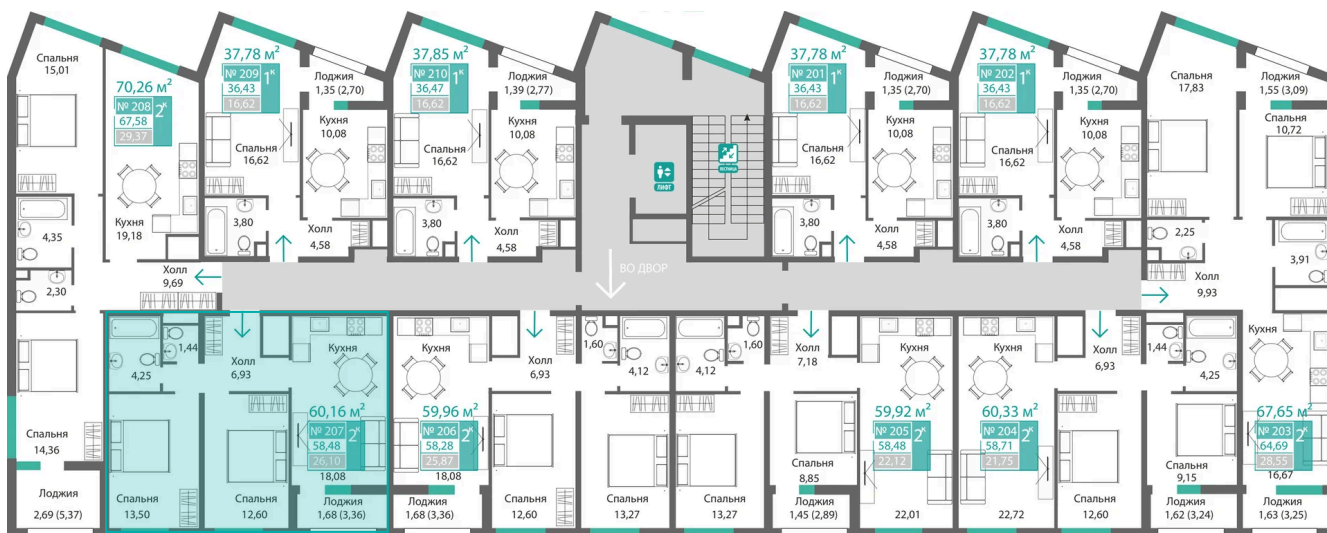 Спальня
15,01
70,26 м²
№ 208
67,58
29,37
2к
Кухня
19,18
4,35
2,30
Холл
9,69
Спальня
14,36
Лоджия
2,69 (5,37)
37,78 м²
№ 209
36,43
16,62
1к
Лоджия
1,35 (2,70)
Кухня
10,08
Спальня
16,62
3,80
Холл
4,58
37,85 м²
№ 210
36,47
16,62
1к
Лоджия
1,39 (2,77)
Кухня
10,08
Спальня
16,62
3,80
Холл
4,58
ЛИФТ
ЛЕСТНИЦА
ВО ДВОР
37,78 м²
№ 201
36,43
16,62
1к
Лоджия
1,35 (2,70)
Кухня
10,08
Спальня
16,62
3,80
Холл
4,58
37,78 м²
№ 202
36,43
16,62
1к
Лоджия
1,35 (2,70)
Кухня
10,08
Спальня
16,62
3,80
Холл
4,58
Спальня
17,83
Лоджия
1,55 (3,09)
Спальня
10,72
2,25
3,91
Холл
9,93
Кухня
67,65 м²
№ 203
64,69
28,55
2к
16,67
Лоджия
1,63 (3,25)
1,44
4,25
Холл
6,93
Кухня
60,16 м²
№ 207
58,48
26,10
2к
18,08
Спальня
13,50
Спальня
12,60
Лоджия
1,68 (3,36)
Кухня
59,96 м²
№ 206
58,28
25,87
2к
18,08
Лоджия
1,68 (3,36)
Холл
6,93
1,60
4,12
Спальня
12,60
Спальня
13,27
4,12
1,60
Холл
7,18
Кухня
59,92 м²
№ 205
58,48
22,12
2к
Спальня
13,27
Спальня
8,85
Лоджия
1,45 (2,89)
22,01
Кухня
60,33 м²
№ 204
58,71
21,75
2к
22,72
Холл
6,93
1,44
4,25
Спальня
12,60
Спальня
9,15
Лоджия
1,62 (3,24)